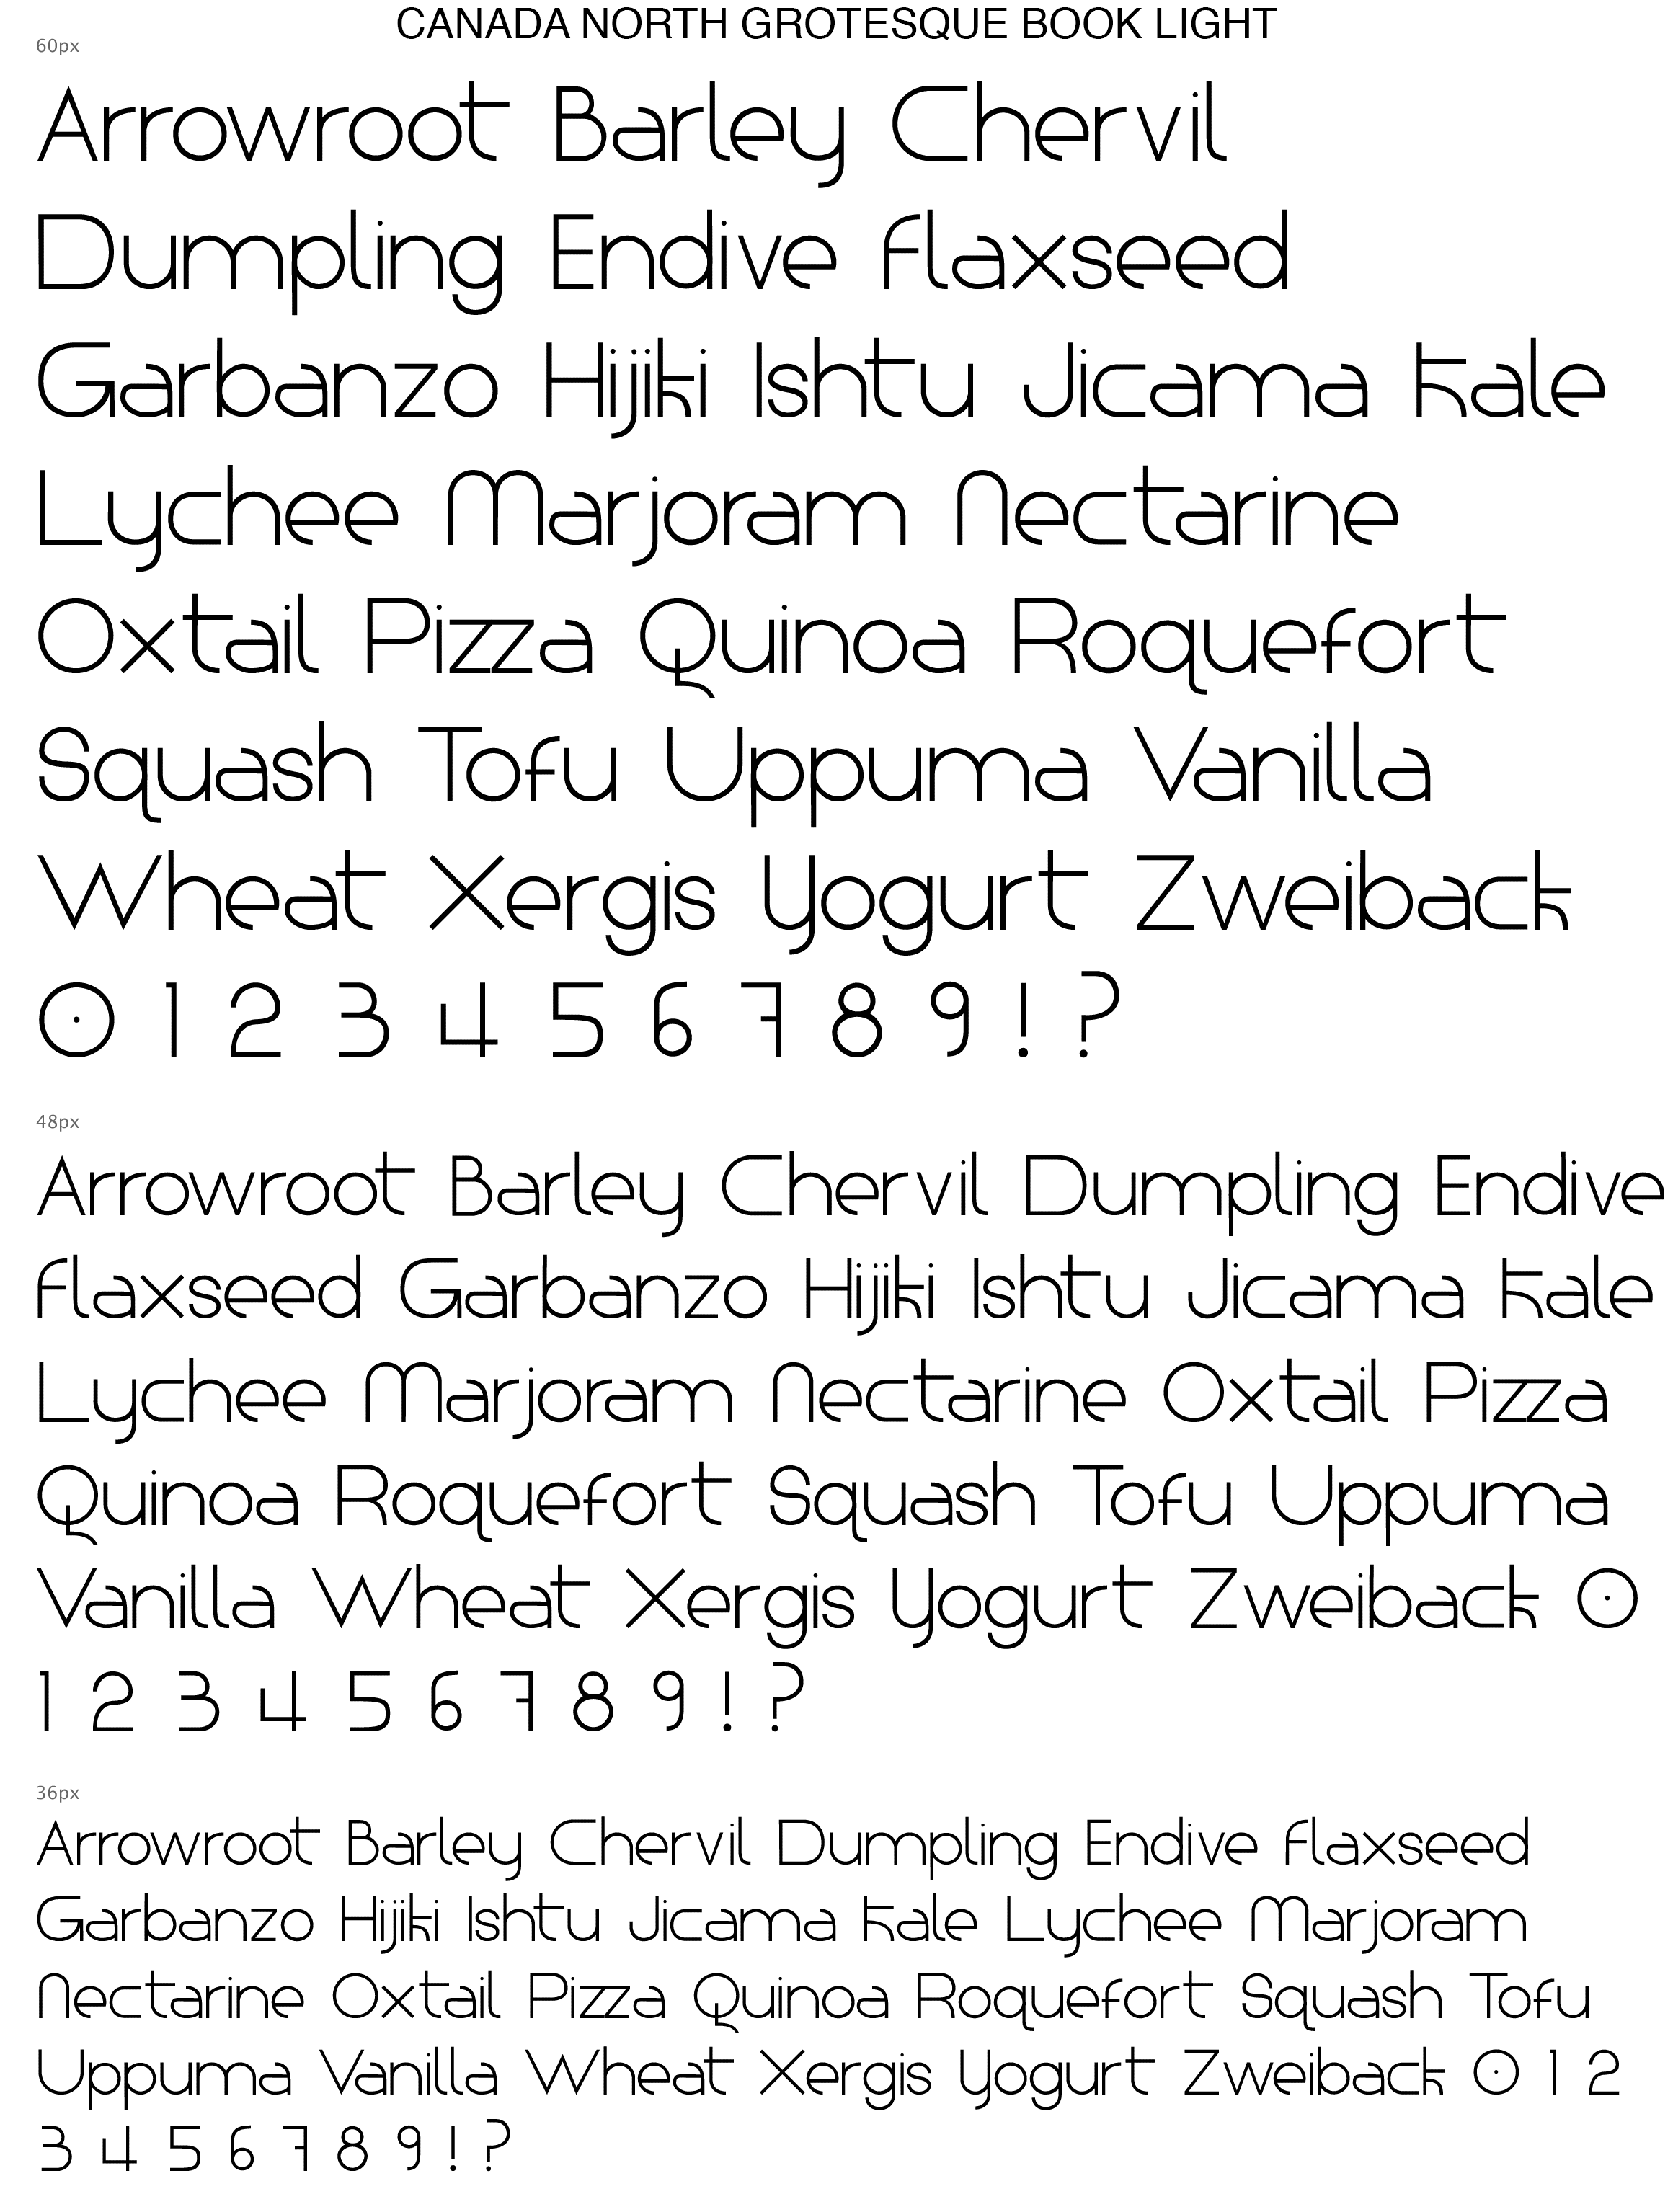 CANADA NORTH GROTESQUE BOOK LIGHT
60px
Arrowroot Barley Chervil
Dumpling Endive Flaxseed
Garbanzo Hijiki Ishtu Jicama Kale
Lychee Marjoram Nectarine
Oxtail Pizza Quinoa Roquefort
Squash Tofu Uppuma Vanilla
Wheat Xergis Yogurt Zweiback
0 1 2 3 4 5 6 7 8 9 ! ?
48px
Arrowroot Barley Chervil Dumpling Endive
Flaxseed Garbanzo Hijiki Ishtu Jicama Kale
Lychee Marjoram Nectarine Oxtail Pizza
Quinoa Roquefort Squash Tofu Uppuma
Vanilla Wheat Xergis Yogurt Zweiback 0
1 2 3 4 5 6 7 8 9 ! ?
36px
Arrowroot Barley Chervil Dumpling Endive Flaxseed
Garbanzo Hijiki Ishtu Jicama Kale Lychee Marjoram
Nectarine Oxtail Pizza Quinoa Roquefort Squash Tofu
Uppuma Vanilla Wheat Xergis Yogurt Zweiback 0 1 2
3 4 5 6 7 8 9 ! ?